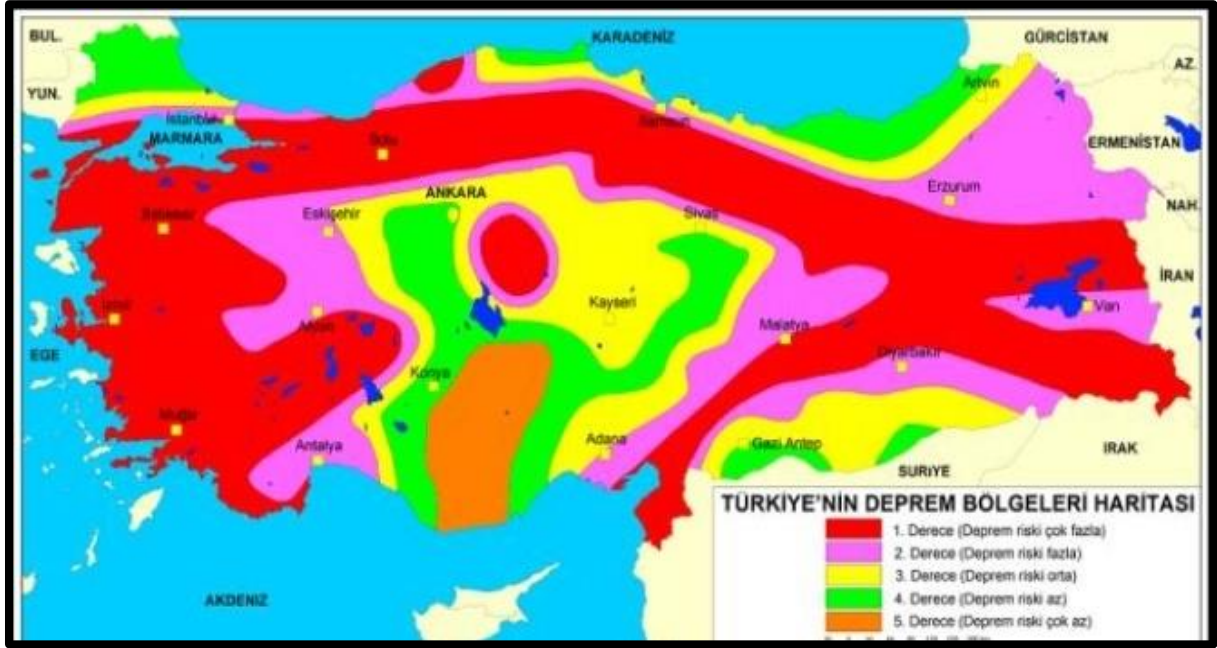 BUL.
KARADENİZ
GÜRCİSTAN
YUN.
AZ.
Artvin
İstanbul
MARMARA
Bolu
Samsun
ERMENİSTAN
ANKARA
Erzurum
Eskişehir
Sivas
NAH.
Balıkesir
İRAN
İzmir
Afyon
Kayseri
Malatya
Van
EGE
Diyarbakır
Konya
Muğla
Antalya
Adana
Gazi Antep
SURİYE
IRAK
AKDENİZ
TÜRKİYE'NİN DEPREM BÖLGELERİ HARİTASI
1. Derece (Deprem riski çok fazla)
2. Derece (Deprem riski fazla)
3. Derece (Deprem riski orta)
4. Derece (Deprem riski az)
5. Derece (Deprem riski çok az)